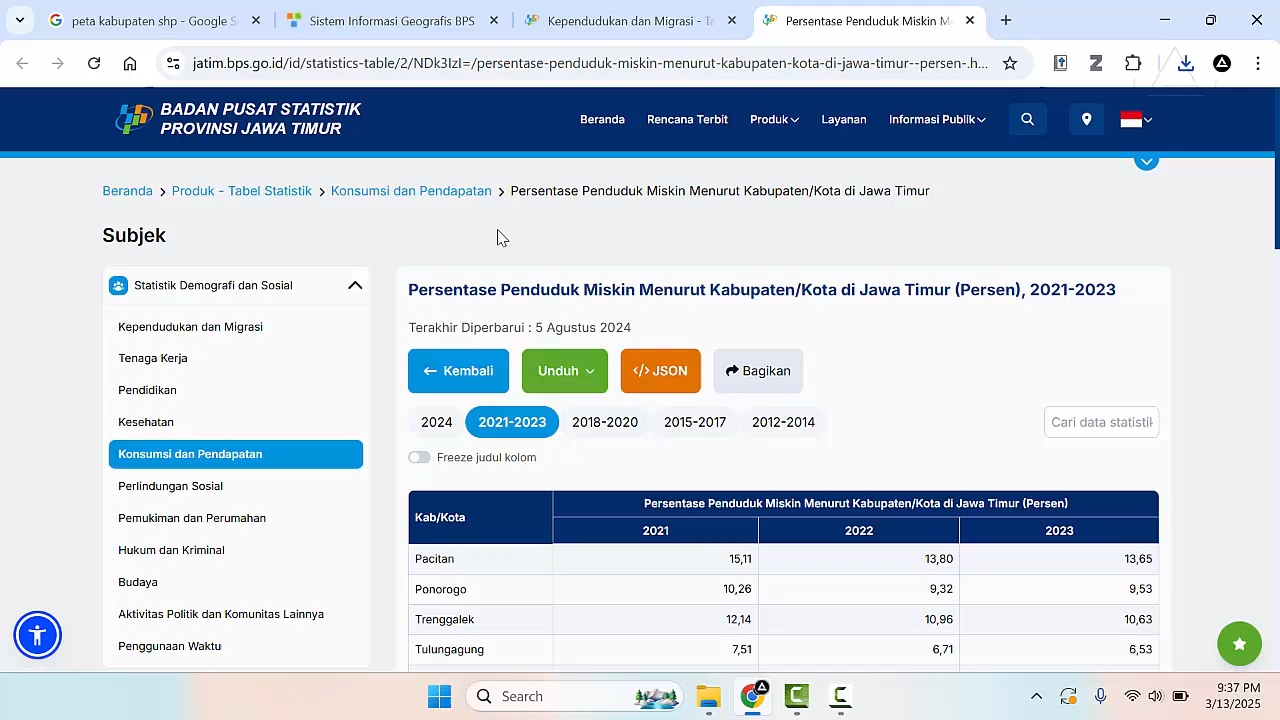 peta kabupaten shp - Google S
Sistem Informasi Geografis BPS
Kependudukan dan Migrasi - Ta
Persentase Penduduk Miskin M
jatim.bps.go.id/id/statistics-table/2/NDk3IzI=/persentase-penduduk-miskin-menurut-kabupaten-kota-di-jawa-timur--persen-.h...
BADAN PUSAT STATISTIK
PROVINSI JAWA TIMUR
Beranda
Rencana Terbit
Produk
Layanan
Informasi Publik
Beranda > Produk - Tabel Statistik > Konsumsi dan Pendapatan > Persentase Penduduk Miskin Menurut Kabupaten/Kota di Jawa Timur
Subjek
Statistik Demografi dan Sosial
Kependudukan dan Migrasi
Tenaga Kerja
Pendidikan
Kesehatan
Konsumsi dan Pendapatan
Perlindungan Sosial
Pemukiman dan Perumahan
Hukum dan Kriminal
Budaya
Aktivitas Politik dan Komunitas Lainnya
Penggunaan Waktu
Persentase Penduduk Miskin Menurut Kabupaten/Kota di Jawa Timur (Persen), 2021-2023
Terakhir Diperbarui : 5 Agustus 2024
Kembali
Unduh
</> JSON
Bagikan
2024
2021-2023
2018-2020
2015-2017
2012-2014
Cari data statistik
Freeze judul kolom
Kab/Kota
Persentase Penduduk Miskin Menurut Kabupaten/Kota di Jawa Timur (Persen)
2021 2022 2023
Pacitan 15,11 13,80 13,65
Ponorogo 10,26 9,32 9,53
Trenggalek 12,14 10,96 10,63
Tulungagung 7,51 6,71 6,53
Search
9:37 PM
3/13/2025